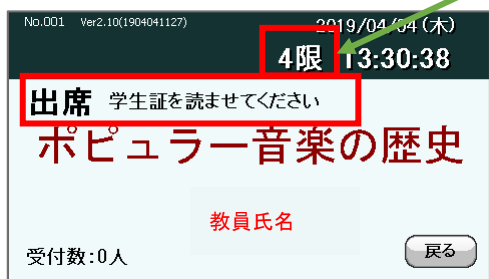 No.001 Ver2.10(1904041127) 2019/04/04(木)
4限 13:30:38
出席 学生証を読ませてください
ポピュラー音楽の歴史
教員氏名
受付数:0人
戻る